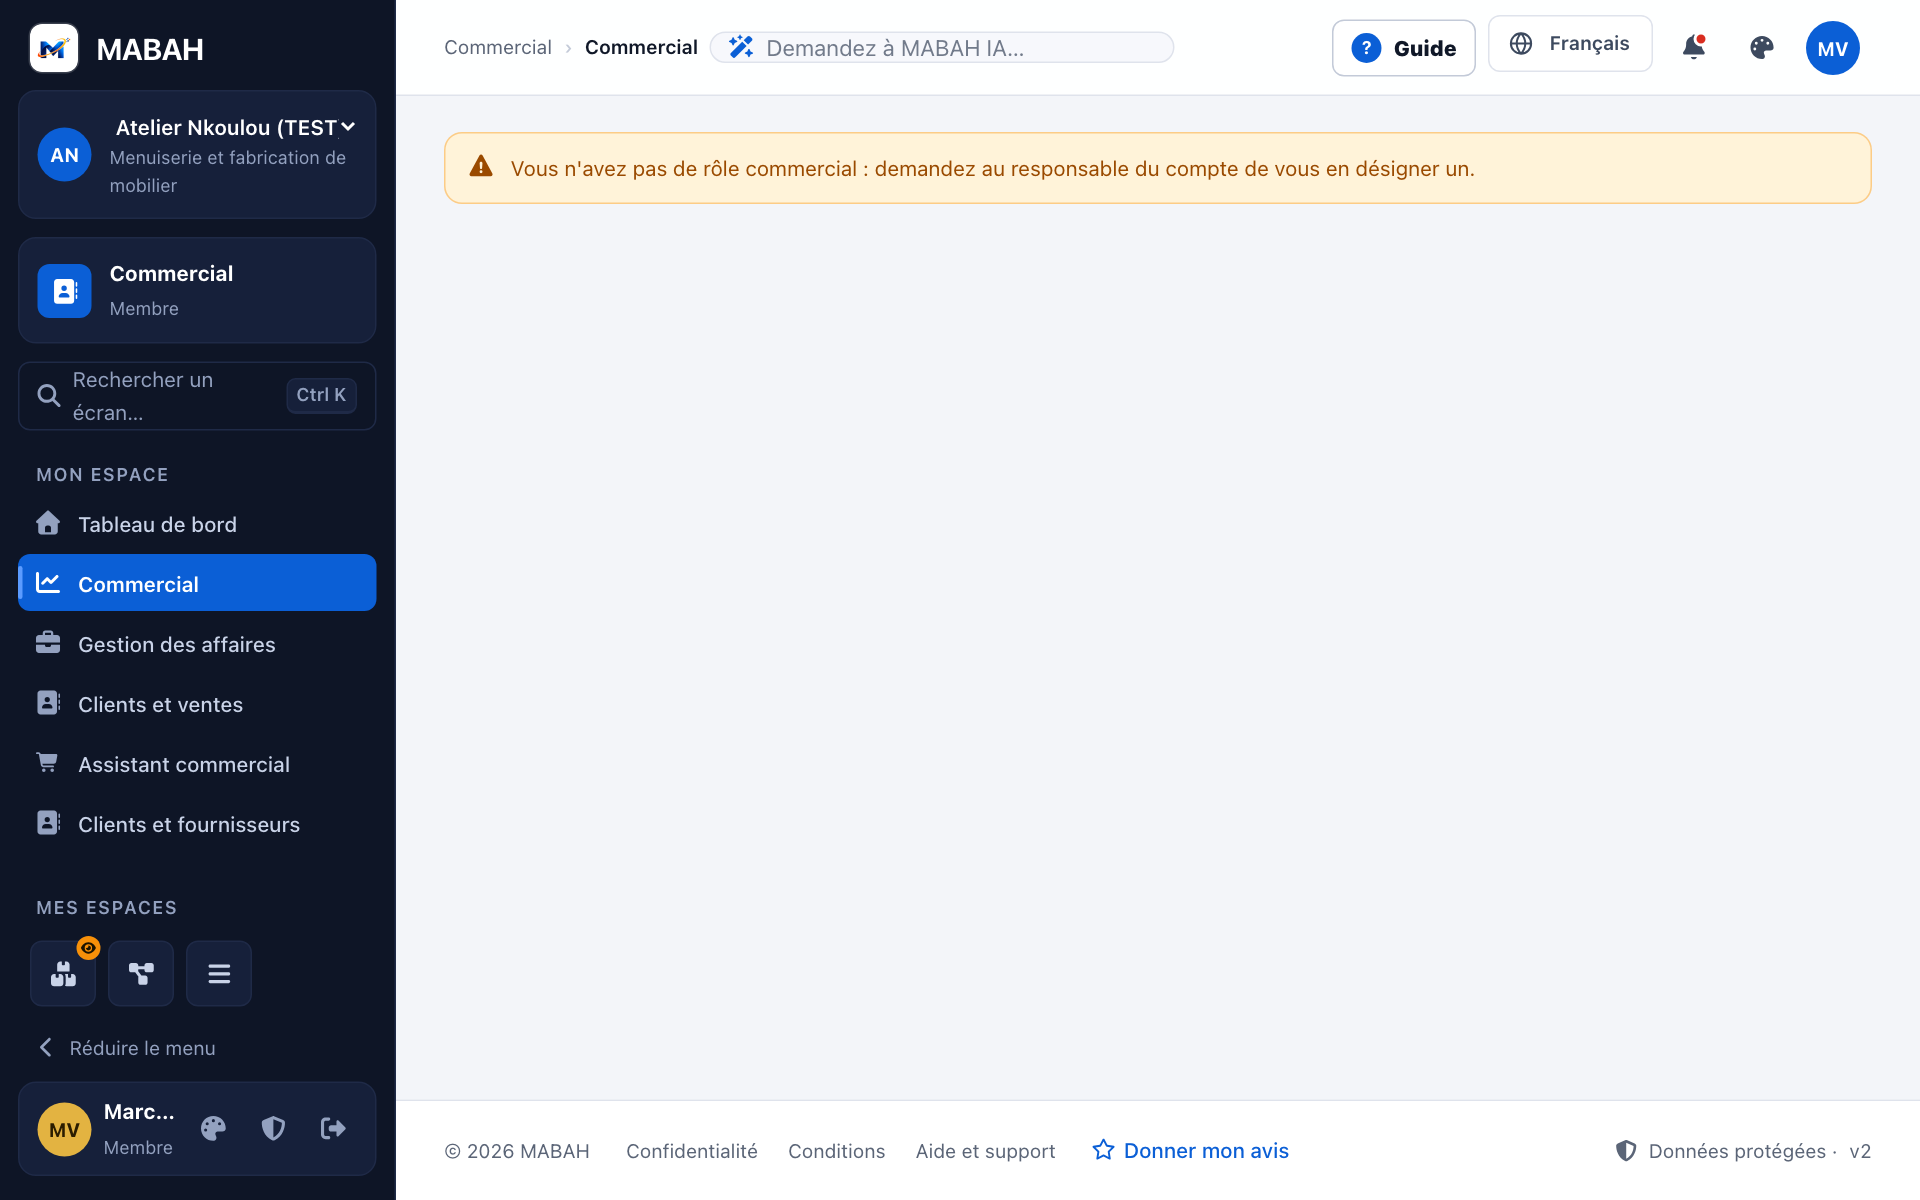 MABAH
Atelier Nkoulou (TEST
AN
Menuiserie et fabrication de
mobilier
Commercial
Membre
Rechercher un
écran...
Ctrl K
MON ESPACE
Tableau de bord
Commercial
Gestion des affaires
Clients et ventes
Assistant commercial
Clients et fournisseurs
MES ESPACES
Réduire le menu
MV
Marc...
Membre
Commercial › Commercial
Demandez à MABAH IA...
? Guide
Français
MV
Vous n'avez pas de rôle commercial : demandez au responsable du compte de vous en désigner un.
© 2026 MABAH
Confidentialité
Conditions
Aide et support
Donner mon avis
Données protégées · v2